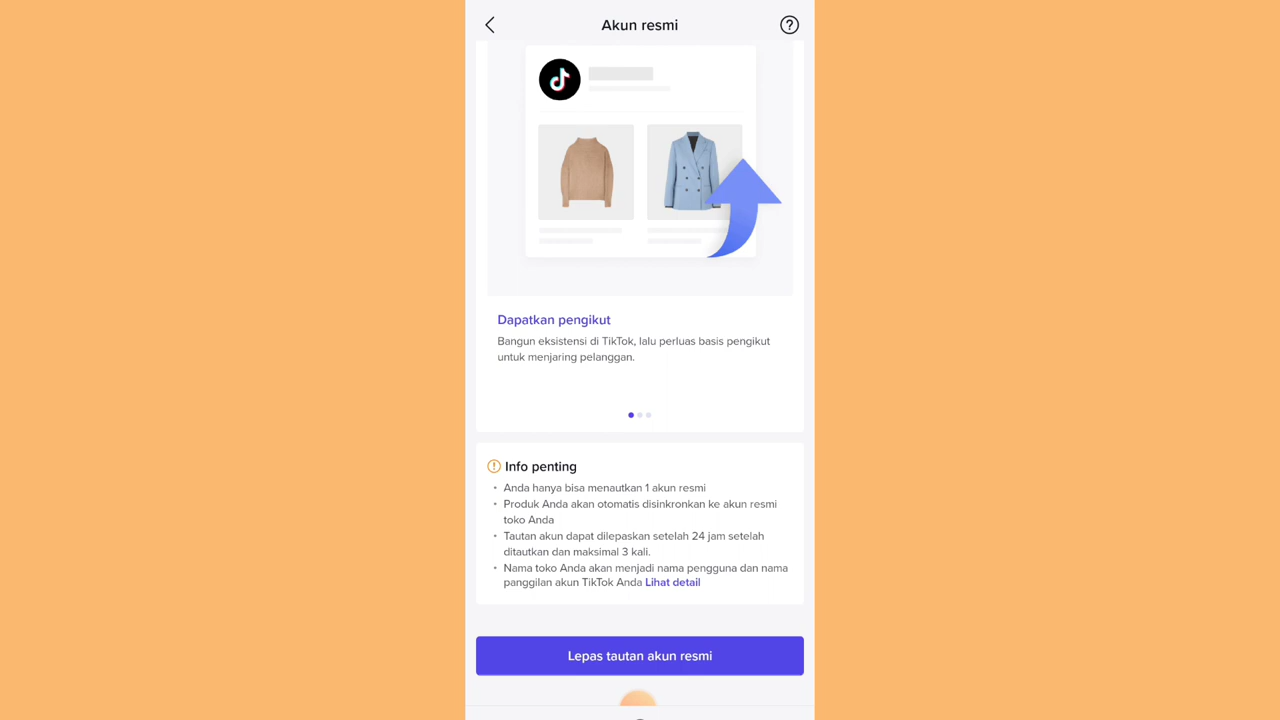 Akun resmi
Dapatkan pengikut
Bangun eksistensi di TikTok, lalu perluas basis pengikut
untuk menjaring pelanggan.
Info penting
• Anda hanya bisa menautkan 1 akun resmi
• Produk Anda akan otomatis disinkronkan ke akun resmi
toko Anda
• Tautan akun dapat dilepaskan setelah 24 jam setelah
ditautkan dan maksimal 3 kali.
• Nama toko Anda akan menjadi nama pengguna dan nama
panggilan akun TikTok Anda Lihat detail
Lepas tautan akun resmi